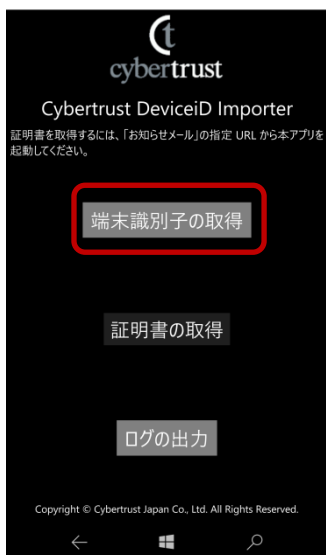 cybertrust
Cybertrust DeviceiD Importer
証明書を取得するには、「お知らせメール」の指定 URL から本アプリを
起動してください。
端末識別子の取得
証明書の取得
ログの出力
Copyright © Cybertrust Japan Co., Ltd. All Rights Reserved.